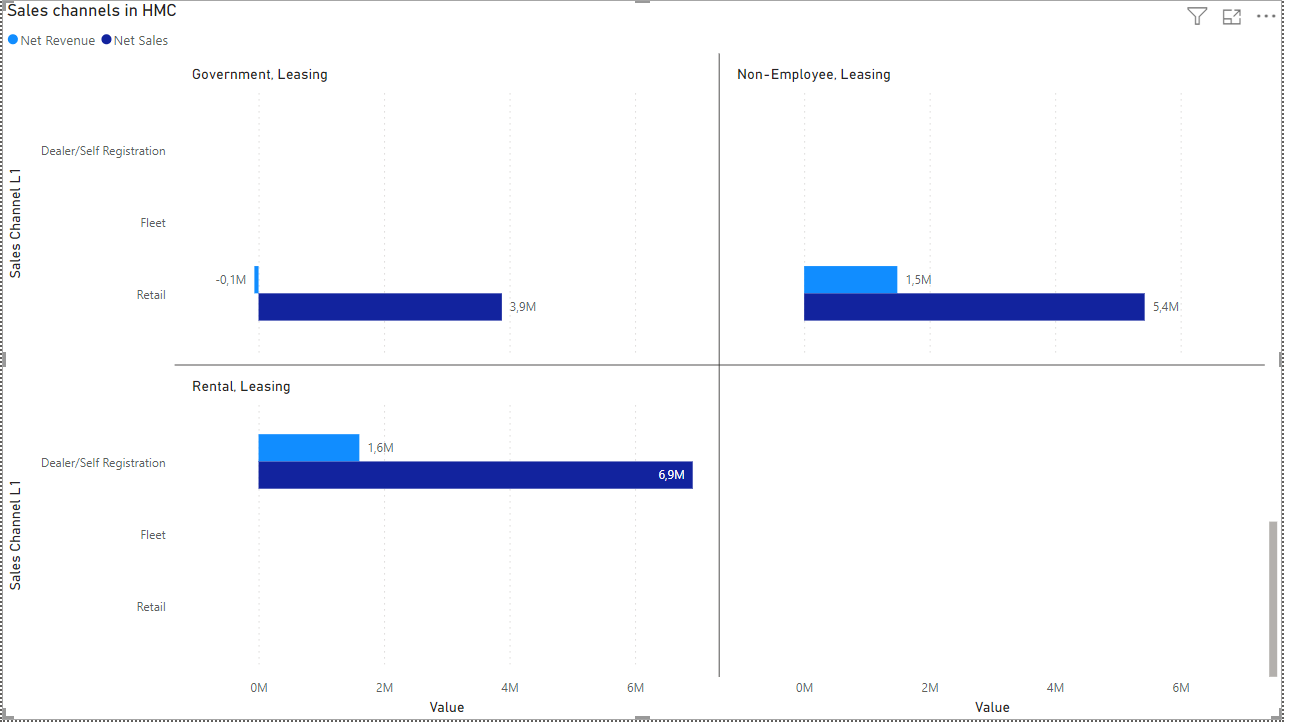 Sales channels in HMC
Net Revenue Net Sales
Government, Leasing
Non-Employee, Leasing
Sales Channel L1
Dealer/Self Registration
Fleet
Retail
-0,1M
3,9M
1,5M
5,4M
Rental, Leasing
Sales Channel L1
Dealer/Self Registration
Fleet
Retail
1,6M
6,9M
0M 2M 4M 6M
Value
0M 2M 4M 6M
Value